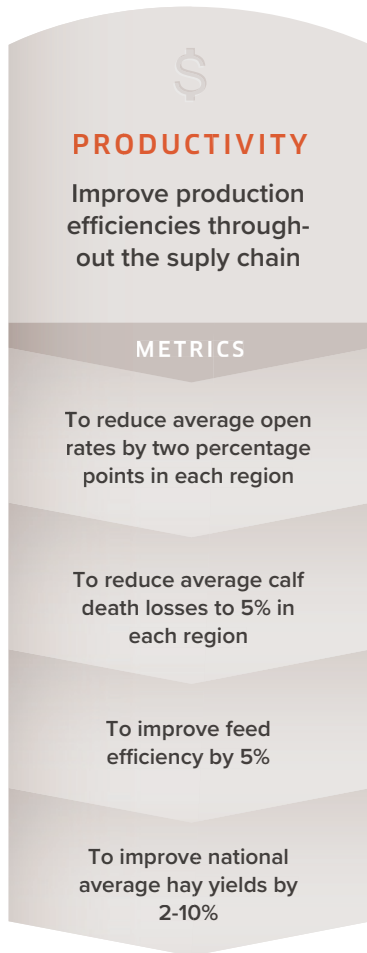 $
PRODUCTIVITY
Improve production
efficiencies through-
out the suply chain
METRICS
To reduce average open
rates by two percentage
points in each region
To reduce average calf
death losses to 5% in
each region
To improve feed
efficiency by 5%
To improve national
average hay yields by
2-10%